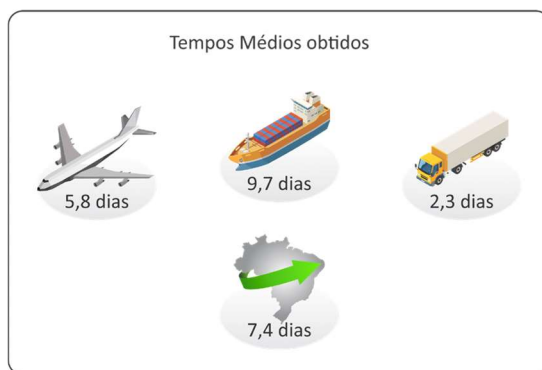 Tempos Médios obtidos
5,8 dias
9,7 dias
2,3 dias
7,4 dias